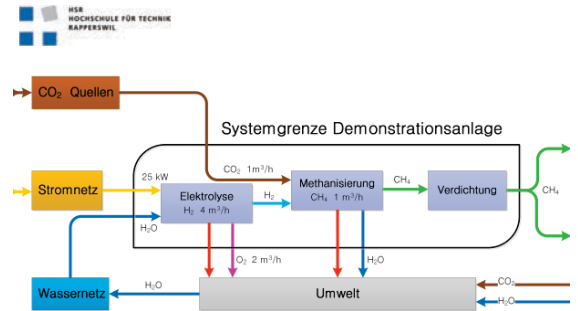 HSR
HOCHSCHULE FÜR TECHNIK
RAPPERSWIL
CO₂ Quellen
Systemgrenze Demonstrationsanlage
CO₂ 1m³/h
Stromnetz
25 kW
Elektrolyse
H₂ 4 m³/h
H₂
Methanisierung
CH₄ 1 m³/h
CH₄
Verdichtung
CH₄
H₂O
O₂ 2 m³/h
H₂O
Wassernetz
H₂O
Umwelt
CO₂
H₂O